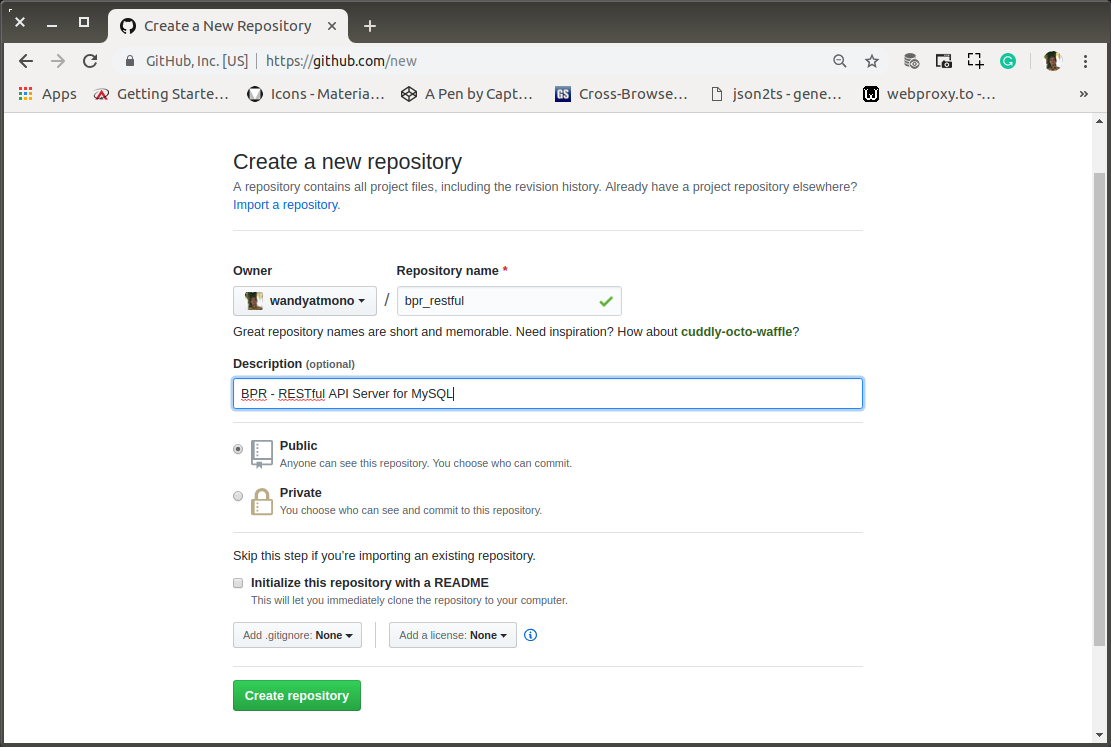 Create a New Repository
GitHub, Inc. [US] | https://github.com/new
Apps Getting Starte... Icons - Materia... A Pen by Capt... GS Cross-Browse... json2ts - gene... webproxy.to -... »
Create a new repository
A repository contains all project files, including the revision history. Already have a project repository elsewhere?
Import a repository.
Owner Repository name *
wandyatmono / bpr_restful
Great repository names are short and memorable. Need inspiration? How about cuddly-octo-waffle?
Description (optional)
BPR - RESTful API Server for MySQL
Public
Anyone can see this repository. You choose who can commit.
Private
You choose who can see and commit to this repository.
Skip this step if you’re importing an existing repository.
Initialize this repository with a README
This will let you immediately clone the repository to your computer.
Add .gitignore: None Add a license: None
Create repository